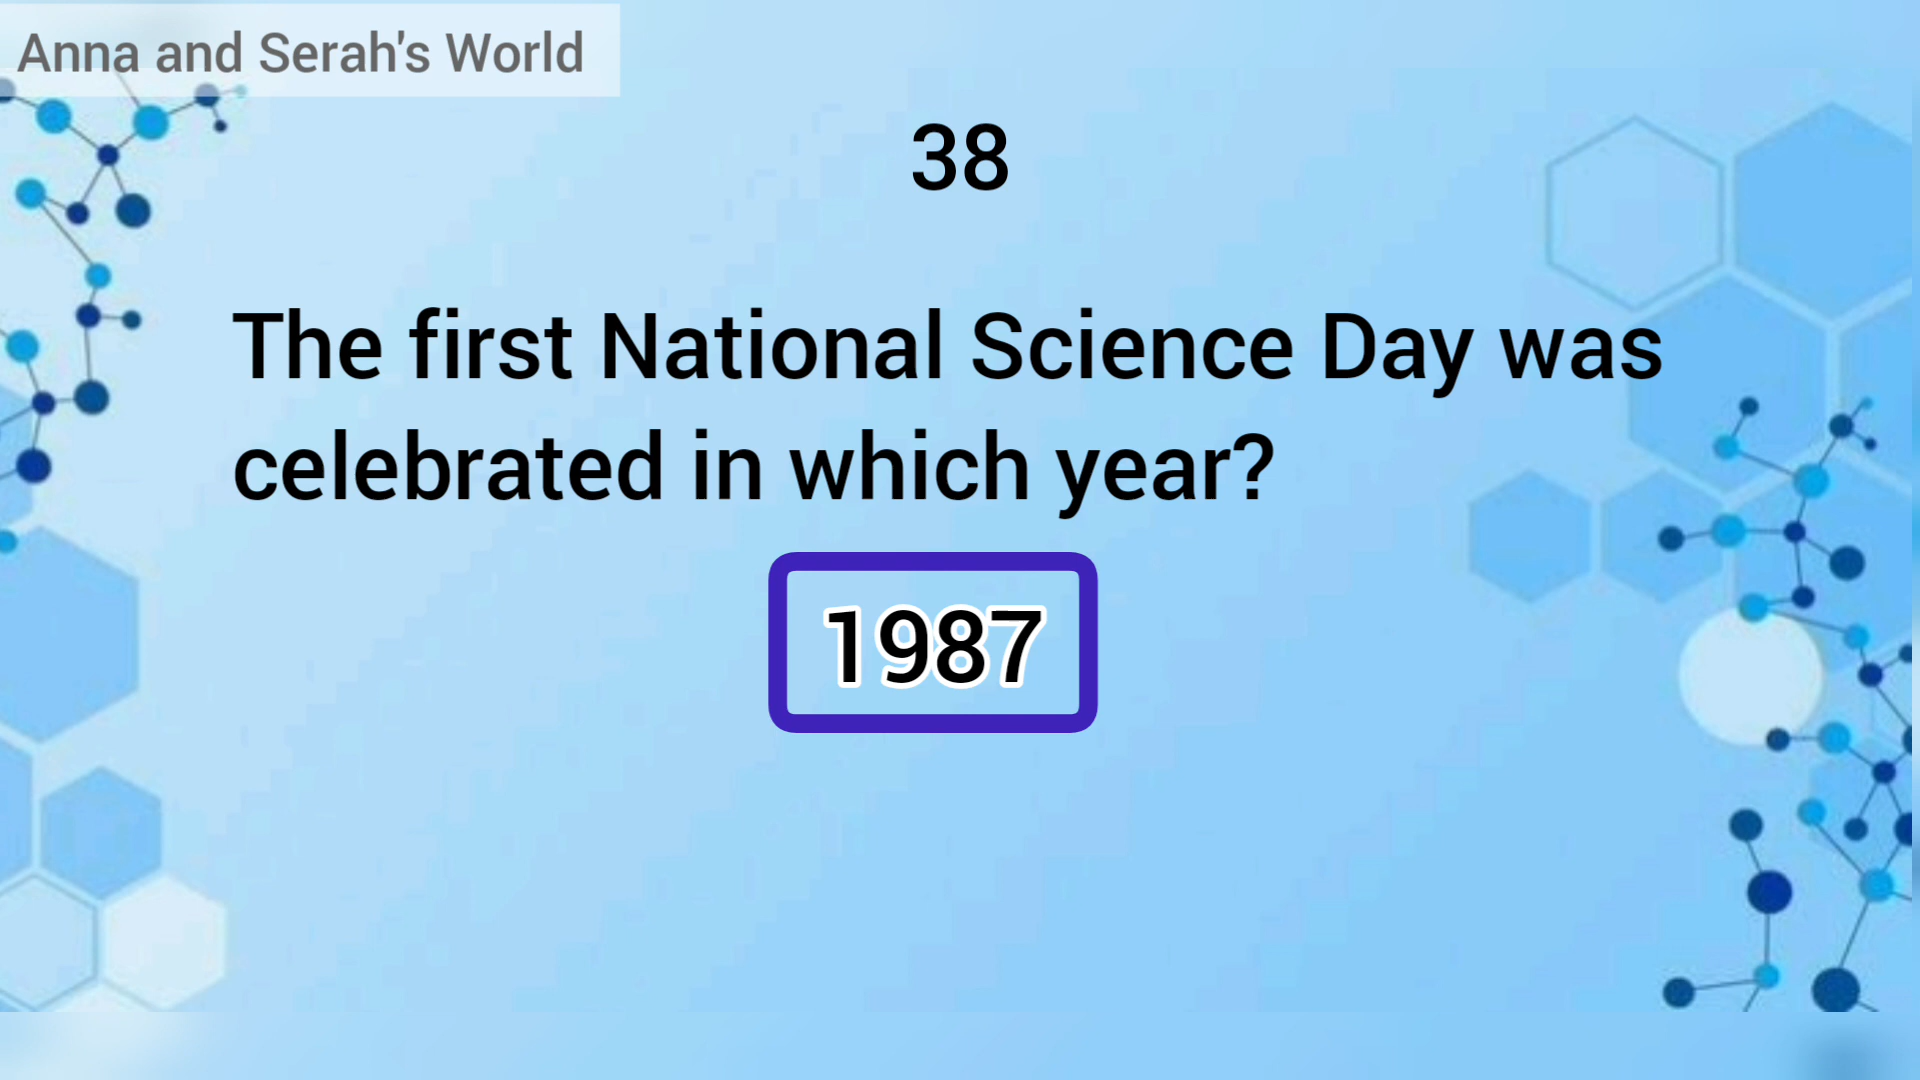 Anna and Serah's World
38
The first National Science Day was
celebrated in which year?
1987